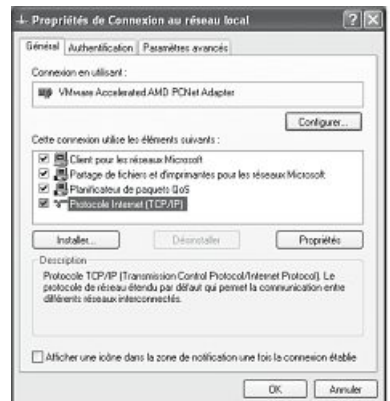 Propriétés de Connexion au réseau local
Général Authentification Paramètres avancés
Connexion en utilisant :
VMware Accelerated AMD PCNet Adapter
Configurer...
Cette connexion utilise les éléments suivants :
Client pour les réseaux Microsoft
Partage de fichiers et d'imprimantes pour les réseaux Microsoft
Planificateur de paquets QoS
Protocole Internet (TCP/IP)
Installer... Désinstaller Propriétés
Description
Protocole TCP/IP (Transmission Control Protocol/Internet Protocol). Le
protocole de réseau étendu par défaut qui permet la communication entre
différents réseaux interconnectés.
Afficher une icône dans la zone de notification une fois la connexion établie
OK Annuler